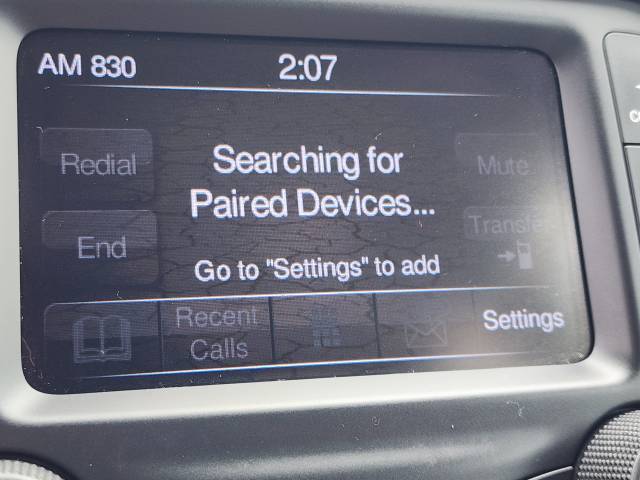 AM 830
2:07
Redial
Searching for
Paired Devices...
Mute
End
Transfer
Go to "Settings" to add
Recent
Calls
Settings